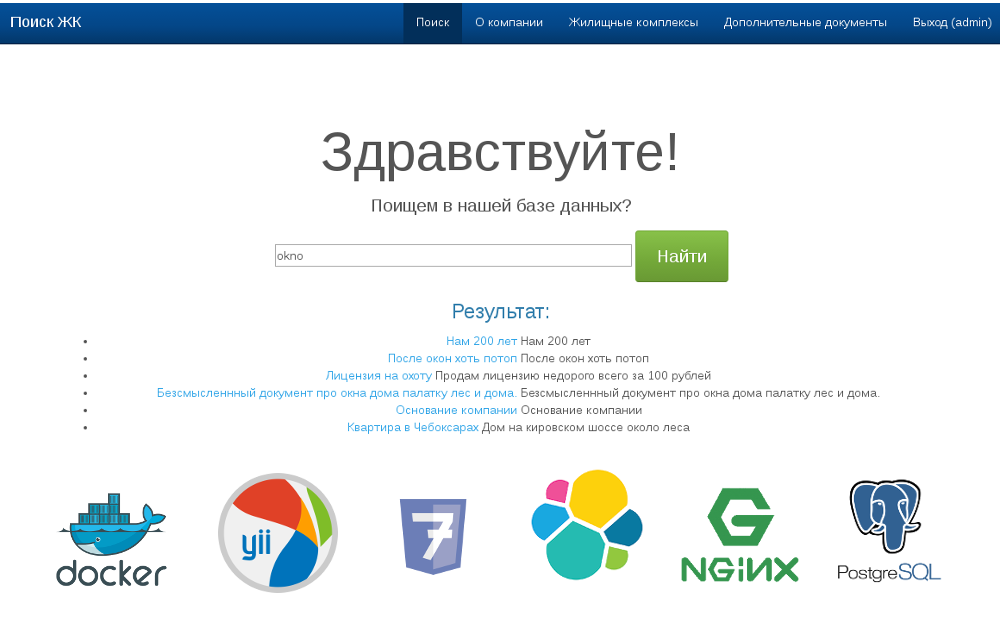 Поиск ЖК Поиск О компании Жилищные комплексы Дополнительные документы Выход (admin)
Здравствуйте!
Поищем в нашей базе данных?
okno Найти
Результат:
Нам 200 лет Нам 200 лет
После окон хоть потоп После окон хоть потоп
Лицензия на охоту Продам лицензию недорого всего за 100 рублей
Безсмысленнный документ про окна дома палатку лес и дома. Безсмысленнный документ про окна дома палатку лес и дома.
Основание компании Основание компании
Квартира в Чебоксарах Дом на кировском шоссе около леса
docker yii 7 NGINX PostgreSQL